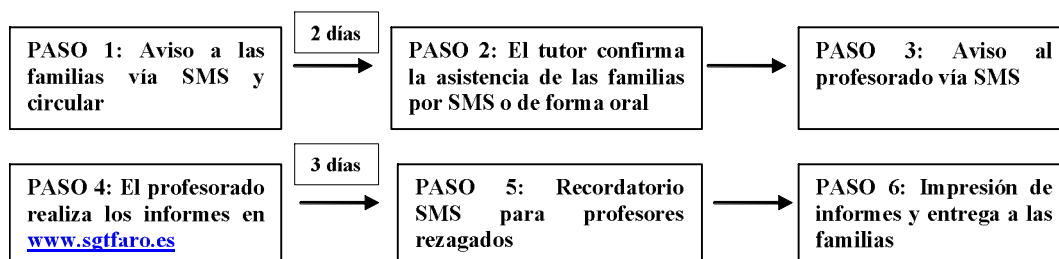 2 días
PASO 1: Aviso a las
familias vía SMS y
circular
PASO 2: El tutor confirma
la asistencia de las familias
por SMS o de forma oral
PASO 3: Aviso al
profesorado vía SMS
3 días
PASO 4: El profesorado
realiza los informes en
www.sgtfaro.es
PASO 5: Recordatorio
SMS para profesores
rezagados
PASO 6: Impresión de
informes y entrega a las
familias